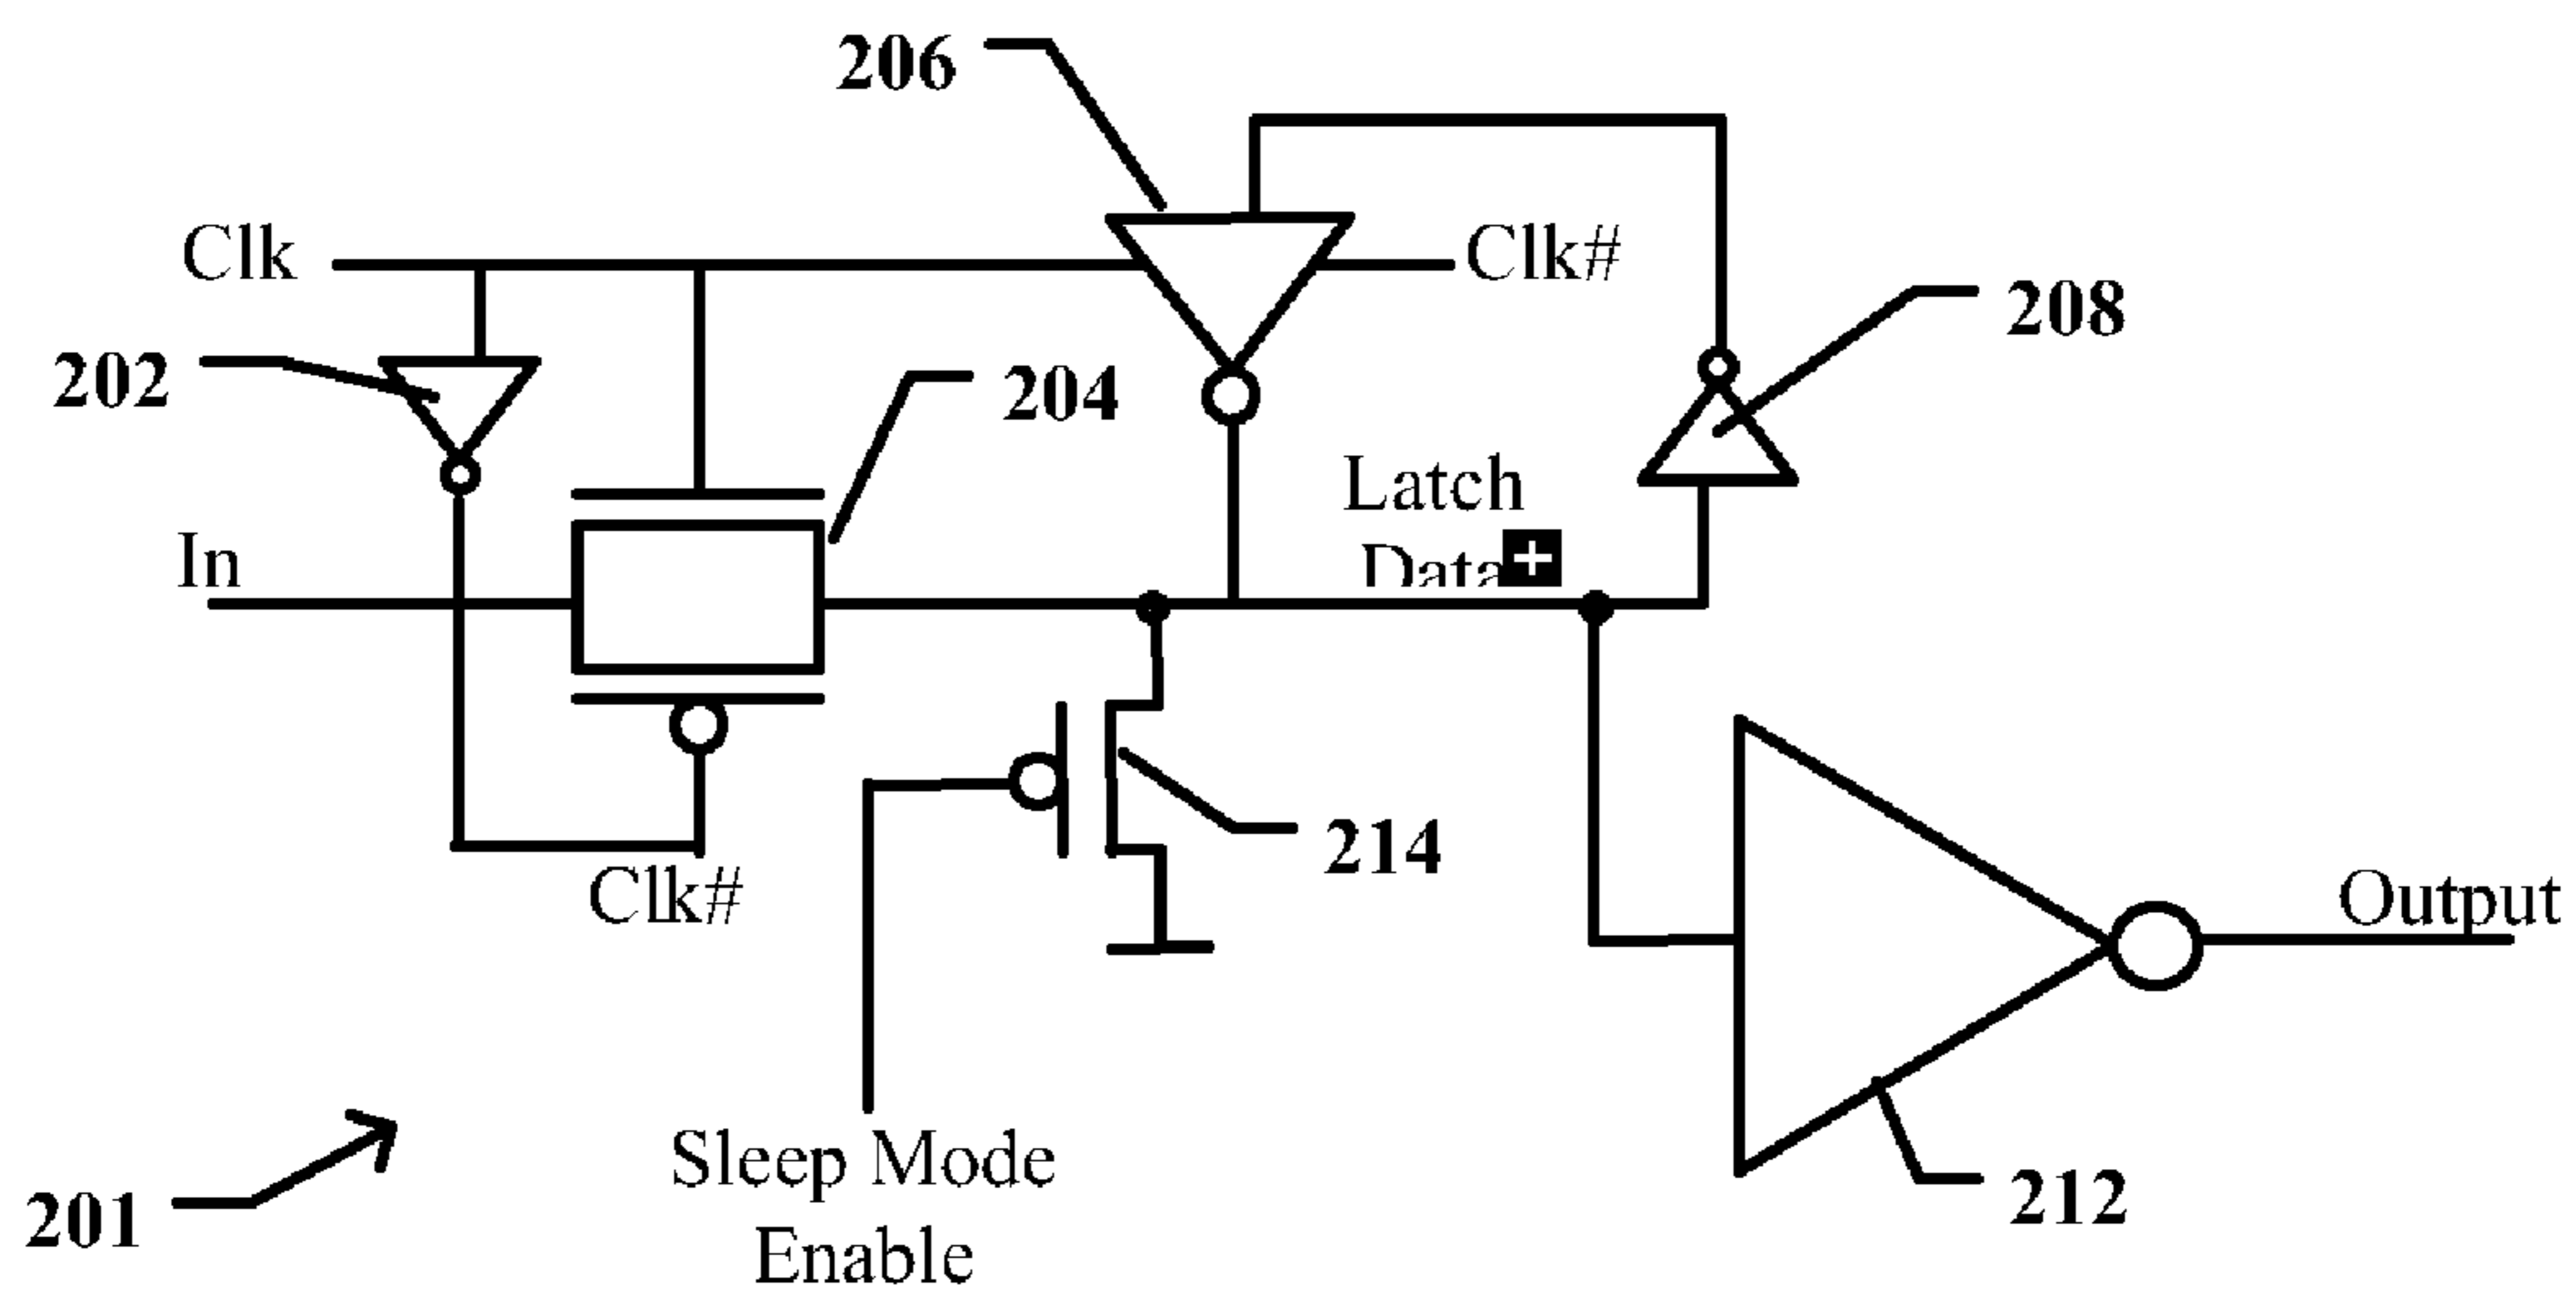 206
Clk
Clk#
208
202
204
Latch
In
Data
214
Clk#
Output
Sleep Mode
201
212
Enable